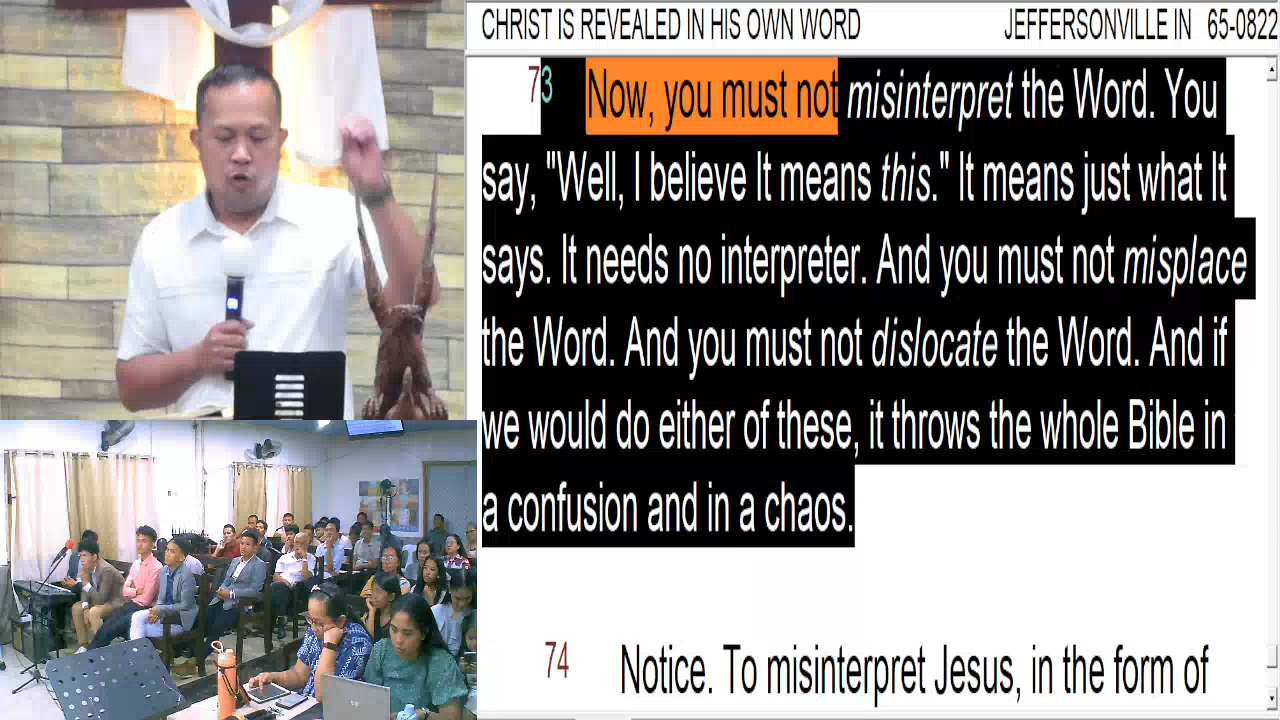 CHRIST IS REVEALED IN HIS OWN WORD JEFFERSONVILLE IN 65-0822
73 Now, you must not misinterpret the Word. You
say, "Well, I believe It means this." It means just what It
says. It needs no interpreter. And you must not misplace
the Word. And you must not dislocate the Word. And if
we would do either of these, it throws the whole Bible in
a confusion and in a chaos.
74 Notice. To misinterpret Jesus, in the form of